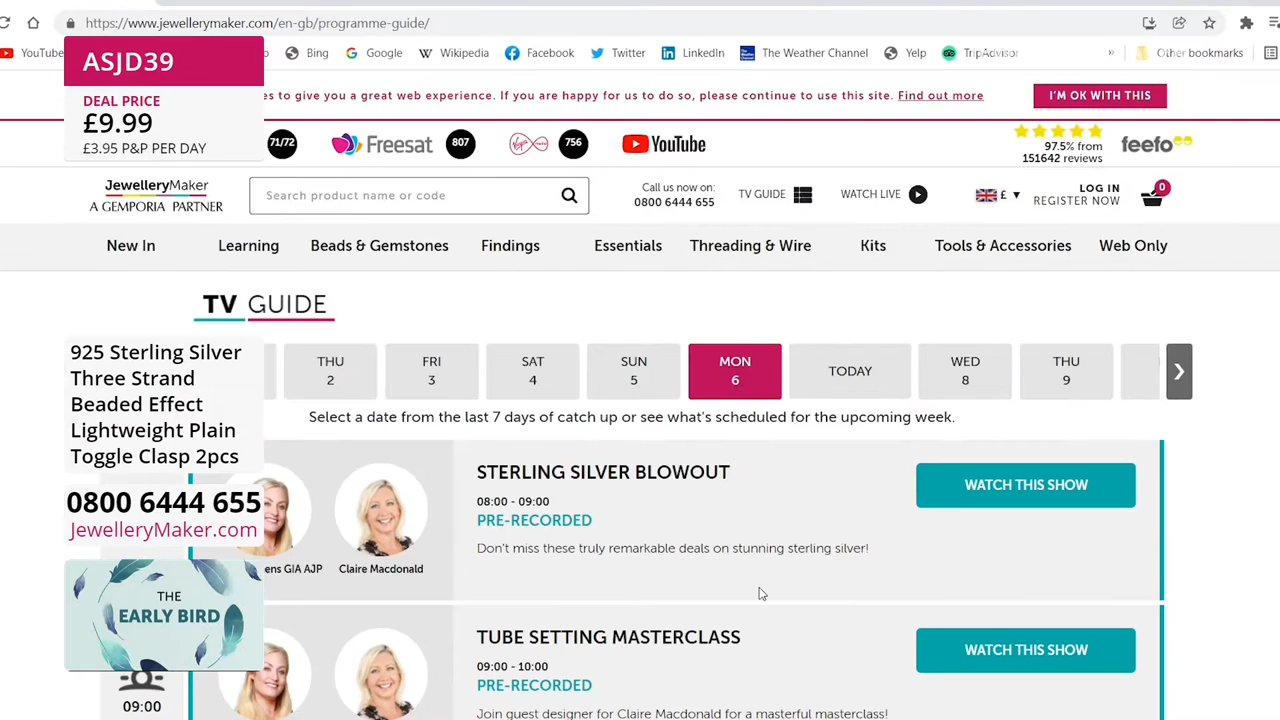 https://www.jewellerymaker.com/en-gb/programme-guide/
YouTube
Bing
Google
Wikipedia
Facebook
Twitter
LinkedIn
The Weather Channel
Yelp
TripAdvisor
»
Other bookmarks
ASJD39
DEAL PRICE
£9.99
£3.95 P&P PER DAY
es to give you a great web experience. If you are happy for us to do so, please continue to use this site. Find out more
I'M OK WITH THIS
71/72
Freesat
807
756
YouTube
97.5% from
151642 reviews
feefo
JewelleryMaker
A GEMPORIA PARTNER
Search product name or code
Call us now on:
0800 6444 655
TV GUIDE
WATCH LIVE
£
LOG IN
REGISTER NOW
0
New In
Learning
Beads & Gemstones
Findings
Essentials
Threading & Wire
Kits
Tools & Accessories
Web Only
TV GUIDE
THU
2
FRI
3
SAT
4
SUN
5
MON
6
TODAY
WED
8
THU
9
Select a date from the last 7 days of catch up or see what's scheduled for the upcoming week.
925 Sterling Silver
Three Strand
Beaded Effect
Lightweight Plain
Toggle Clasp 2pcs
0800 6444 655
JewelleryMaker.com
THE
EARLY BIRD
ens GIA AJP
Claire Macdonald
STERLING SILVER BLOWOUT
08:00 - 09:00
PRE-RECORDED
Don't miss these truly remarkable deals on stunning sterling silver!
WATCH THIS SHOW
09:00
TUBE SETTING MASTERCLASS
09:00 - 10:00
PRE-RECORDED
Join guest designer for Claire Macdonald for a masterful masterclass!
WATCH THIS SHOW